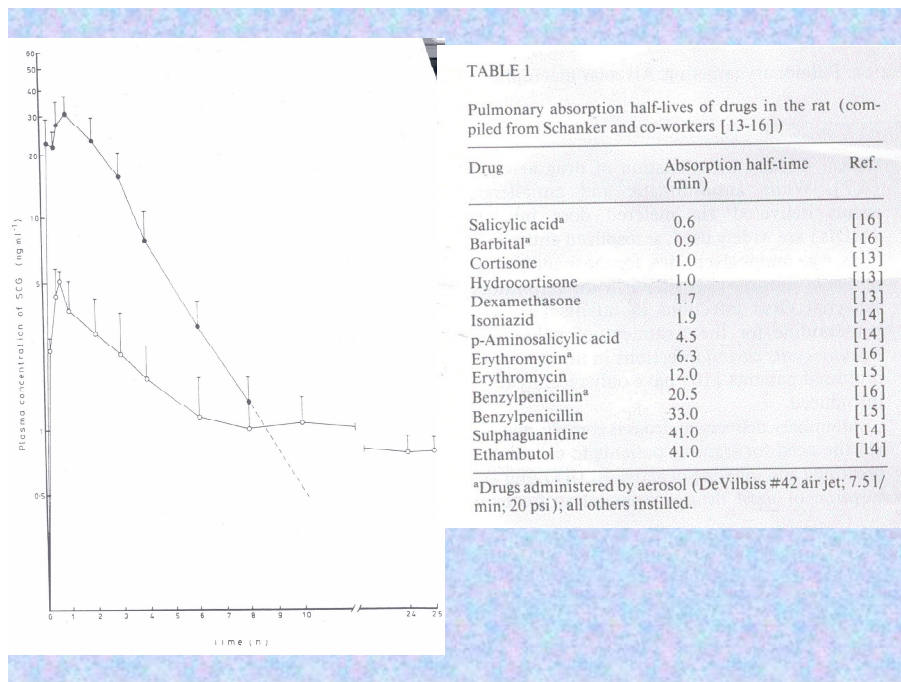 60
50
40
30
20
10
5
1
0·5
Plasma concentration of SCG (ng ml⁻¹)
0 1 2 3 4 5 6 7 8 9 10 24 25
Time (h)
TABLE 1
Pulmonary absorption half-lives of drugs in the rat (com-
piled from Schanker and co-workers [13-16])
Drug Absorption half-time Ref.
(min)
Salicylic acidᵃ 0.6 [16]
Barbitalᵃ 0.9 [16]
Cortisone 1.0 [13]
Hydrocortisone 1.0 [13]
Dexamethasone 1.7 [13]
Isoniazid 1.9 [14]
p-Aminosalicylic acid 4.5 [14]
Erythromycinᵃ 6.3 [16]
Erythromycin 12.0 [15]
Benzylpenicillinᵃ 20.5 [16]
Benzylpenicillin 33.0 [15]
Sulphaguanidine 41.0 [14]
Ethambutol 41.0 [14]
ᵃDrugs administered by aerosol (DeVilbiss #42 air jet; 7.5 l/
min; 20 psi); all others instilled.